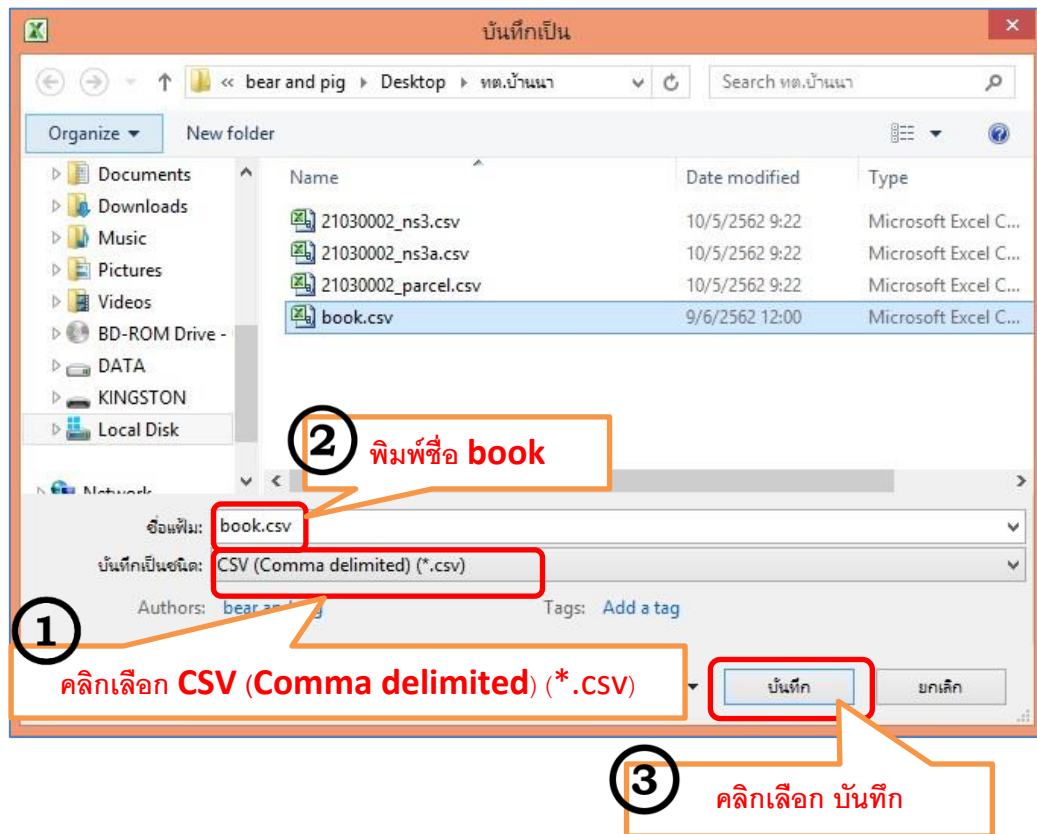 บันทึกเป็น
« bear and pig Desktop ทต.บ้านนา Search ทต.บ้านนา
Organize New folder
Documents
Downloads
Music
Pictures
Videos
BD-ROM Drive -
DATA
KINGSTON
Local Disk
Network
Name Date modified Type
21030002_ns3.csv 10/5/2562 9:22 Microsoft Excel C...
21030002_ns3a.csv 10/5/2562 9:22 Microsoft Excel C...
21030002_parcel.csv 10/5/2562 9:22 Microsoft Excel C...
book.csv 9/6/2562 12:00 Microsoft Excel C...
2 พิมพ์ชื่อ book
ชื่อแฟ้ม: book.csv
บันทึกเป็นชนิด: CSV (Comma delimited) (*.csv)
Authors: bear and pig Tags: Add a tag
1
คลิกเลือก CSV (Comma delimited) (*.csv)
บันทึก ยกเลิก
3 คลิกเลือก บันทึก